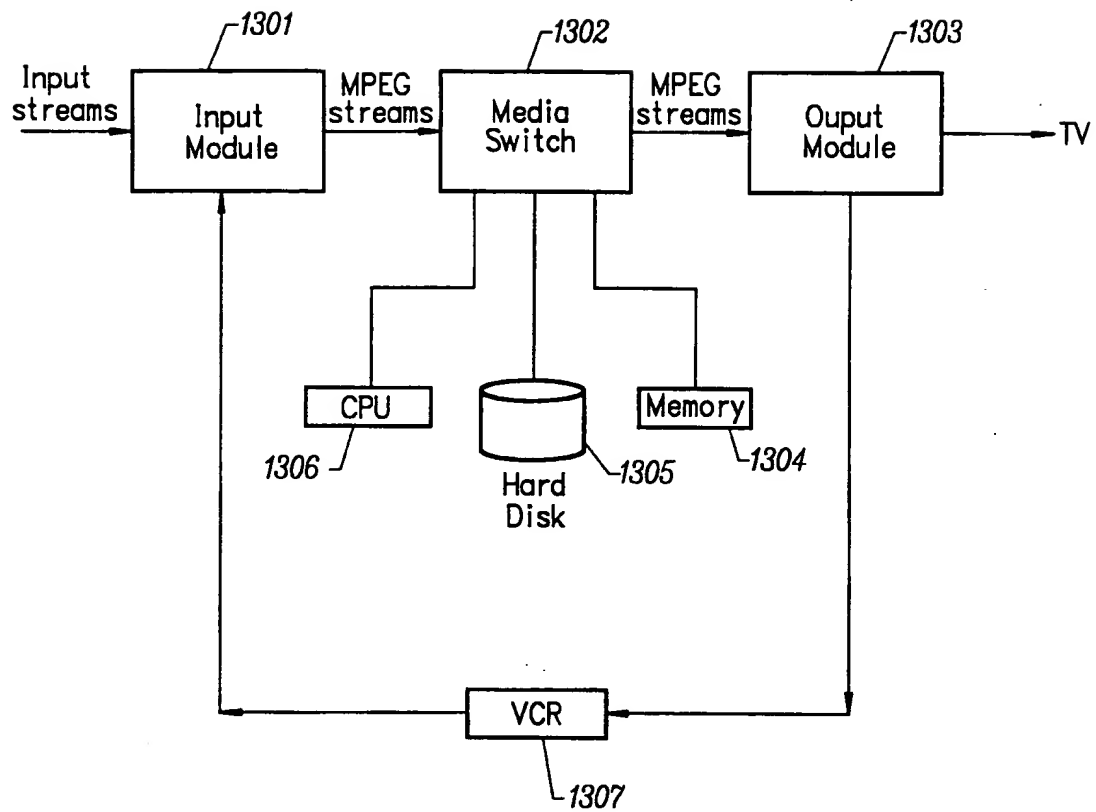 1301
1302
1303
Input
streams
Input
Module
MPEG
streams
Media
Switch
MPEG
streams
Ouput
Module
TV
CPU
1306
Hard
Disk
1305
Memory
1304
VCR
1307